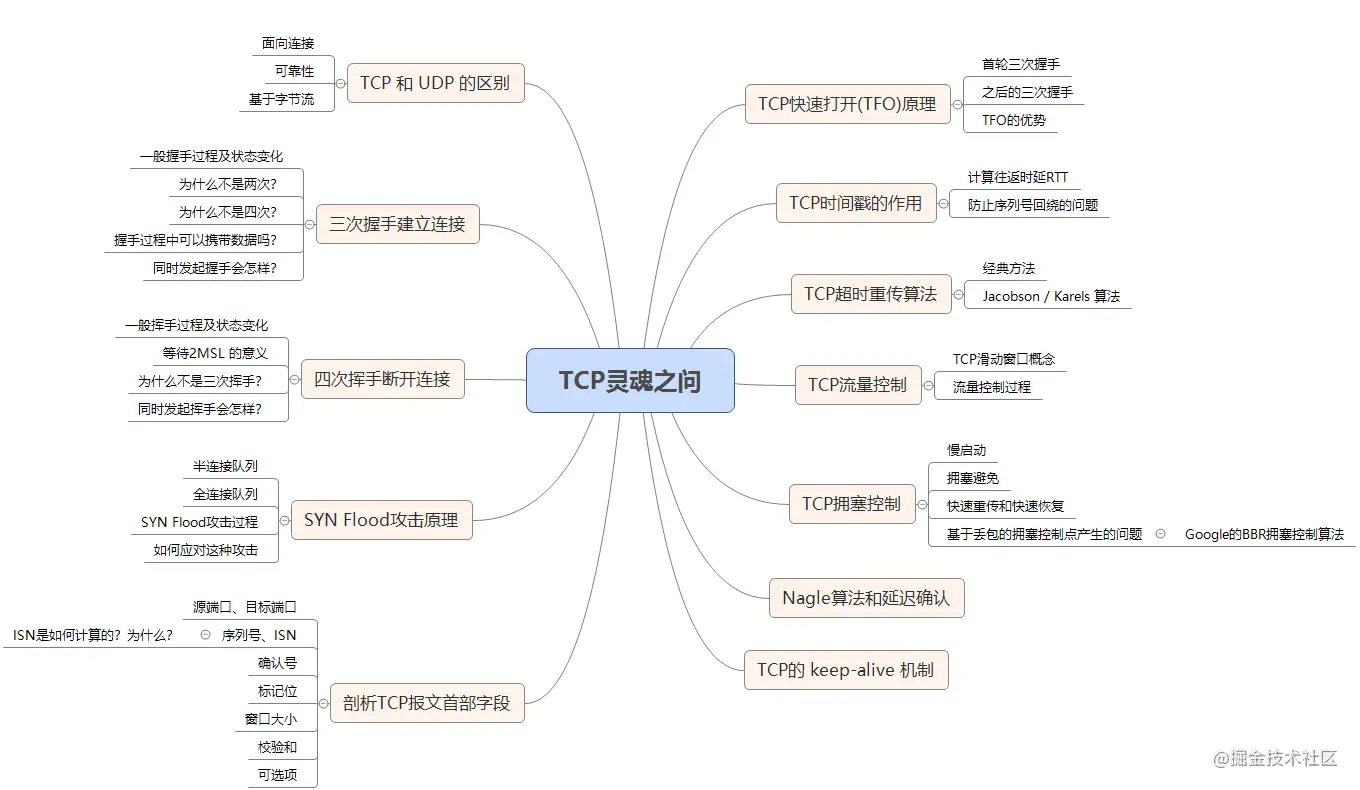 TCP灵魂之问
TCP 和 UDP 的区别
面向连接
可靠性
基于字节流
三次握手建立连接
一般握手过程及状态变化
为什么不是两次?
为什么不是四次?
握手过程中可以携带数据吗?
同时发起握手会怎样?
四次挥手断开连接
一般挥手过程及状态变化
等待2MSL 的意义
为什么不是三次挥手?
同时发起挥手会怎样?
SYN Flood攻击原理
半连接队列
全连接队列
SYN Flood攻击过程
如何应对这种攻击
剖析TCP报文首部字段
源端口、目标端口
序列号、ISN
ISN是如何计算的? 为什么?
确认号
标记位
窗口大小
校验和
可选项
TCP快速打开(TFO)原理
首轮三次握手
之后的三次握手
TFO的优势
TCP时间戳的作用
计算往返时延RTT
防止序列号回绕的问题
TCP超时重传算法
经典方法
Jacobson / Karels 算法
TCP流量控制
TCP滑动窗口概念
流量控制过程
TCP拥塞控制
慢启动
拥塞避免
快速重传和快速恢复
基于丢包的拥塞控制点产生的问题
Google的BBR拥塞控制算法
Nagle算法和延迟确认
TCP的 keep-alive 机制
@掘金技术社区